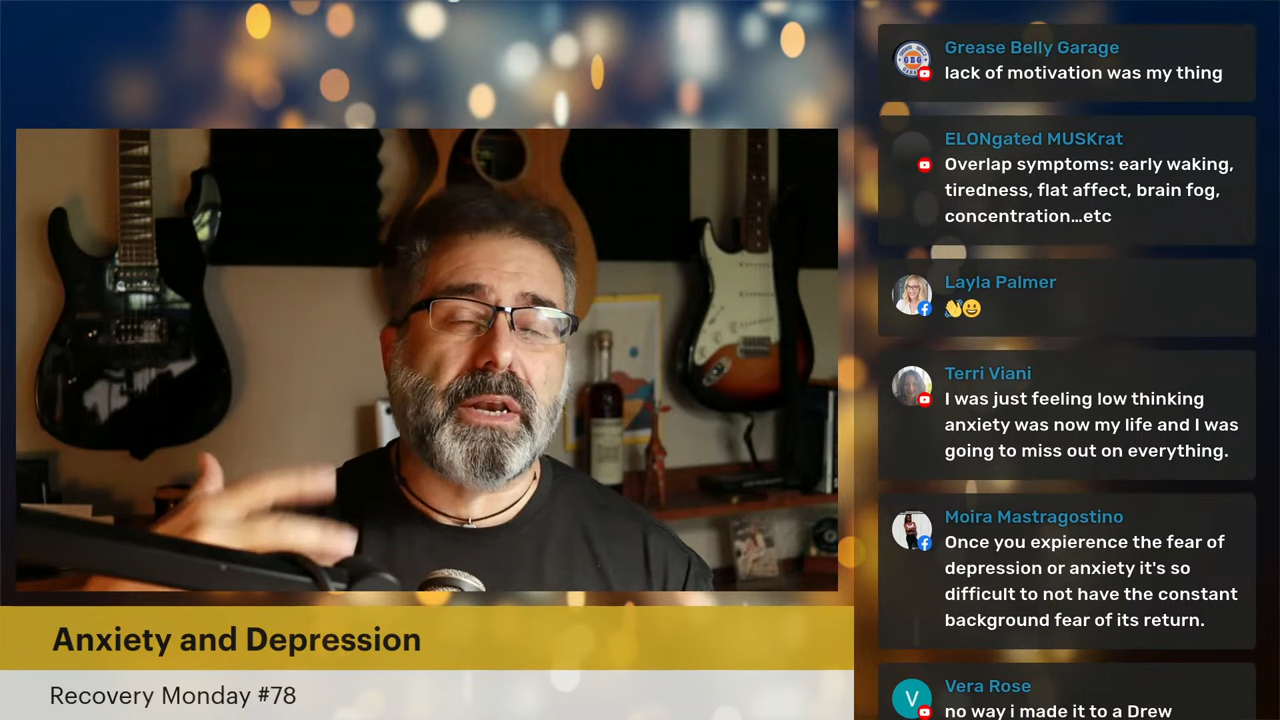 Grease Belly Garage
GBG
lack of motivation was my thing
ELONgated MUSKrat
Overlap symptoms: early waking,
tiredness, flat affect, brain fog,
concentration...etc
Layla Palmer
👋😀
Terri Viani
I was just feeling low thinking
anxiety was now my life and I was
going to miss out on everything.
Moira Mastragostino
Once you expierence the fear of
depression or anxiety it's so
difficult to not have the constant
background fear of its return.
V
Vera Rose
no way i made it to a Drew
Anxiety and Depression
Recovery Monday #78